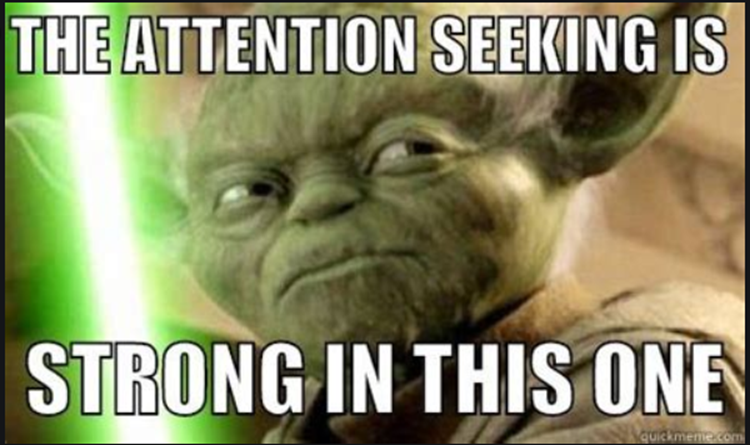 THE ATTENTION SEEKING IS
STRONG IN THIS ONE
quickmeme.com